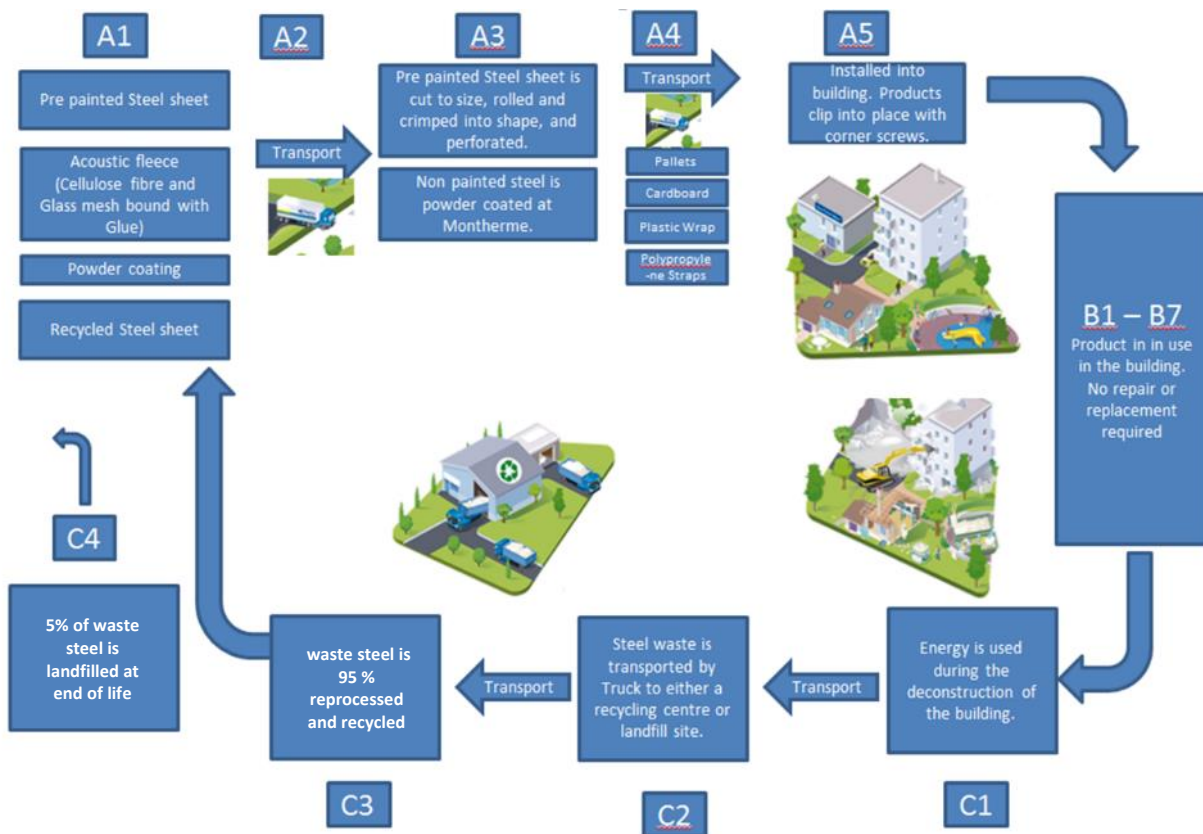 A1
A2
A3
A4
A5
Pre painted Steel sheet
Acoustic fleece
(Cellulose fibre and
Glass mesh bound with
Glue)
Powder coating
Recycled Steel sheet
Transport
Pre painted Steel sheet is
cut to size, rolled and
crimped into shape, and
perforated.
Non painted steel is
powder coated at
Montherme.
Transport
Pallets
Cardboard
Plastic Wrap
Polypropyle
-ne Straps
Installed into
building. Products
clip into place with
corner screws.
B1 – B7
Product in in use
in the building.
No repair or
replacement
required
C4
5% of waste
steel is
landfilled at
end of life
waste steel is
95 %
reprocessed
and recycled
Transport
Steel waste is
transported by
Truck to either a
recycling centre or
landfill site.
Transport
Energy is used
during the
deconstruction of
the building.
C3
C2
C1